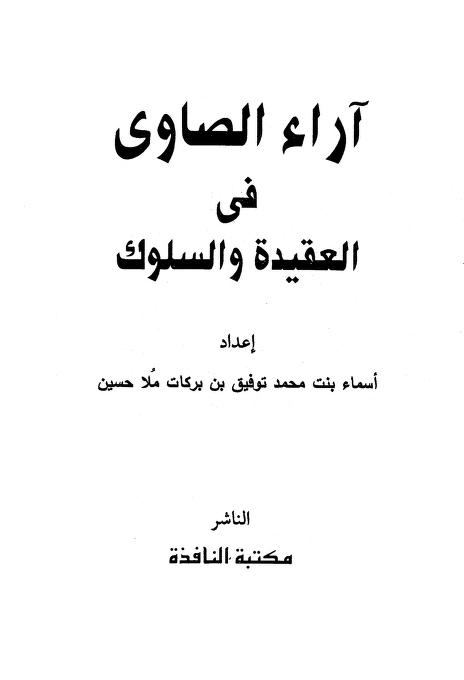 آراء الصاوى
فى
العقيدة والسلوك
إعداد
أسماء بنت محمد توفيق بن بركات مُلا حسين
الناشر
مكتبة النافذة